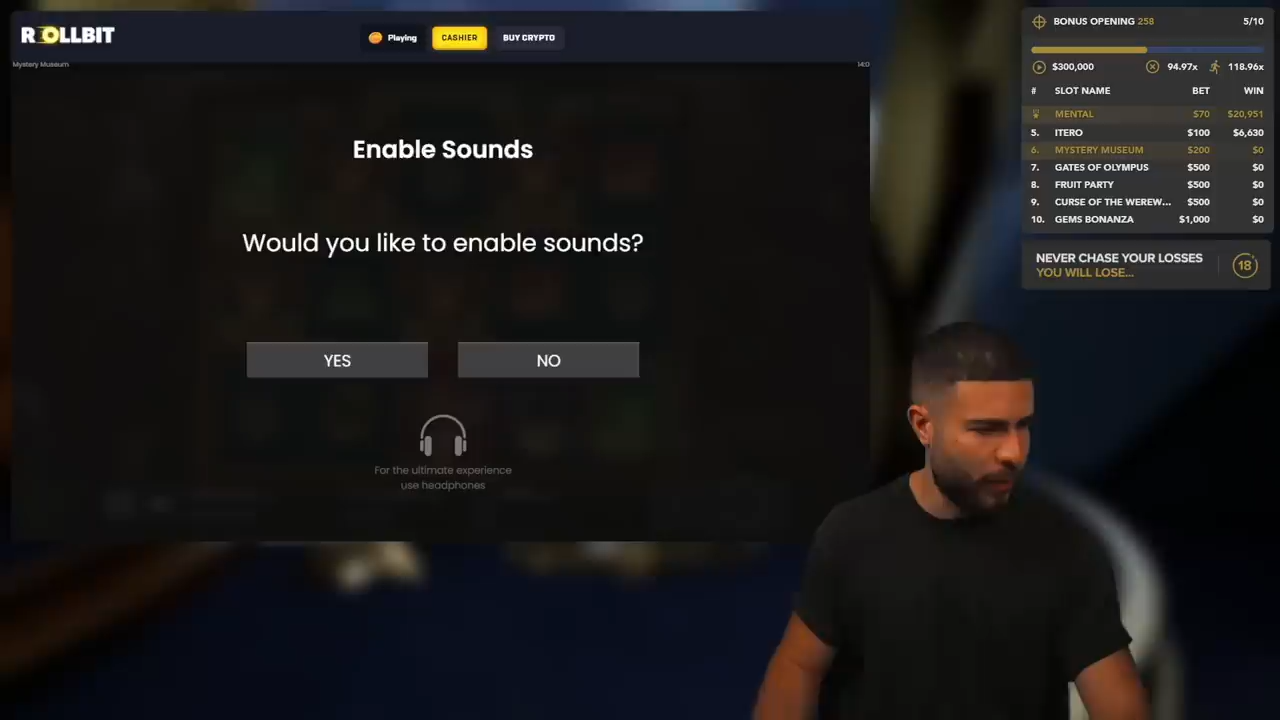 ROLLBIT
Playing
CASHIER
BUY CRYPTO
Mystery Museum
Enable Sounds
Would you like to enable sounds?
YES
NO
For the ultimate experience
use headphones
BONUS OPENING 258 5/10
$300,000 94.97x 118.96x
# SLOT NAME BET WIN
MENTAL $70 $20,951
5. ITERO $100 $6,630
6. MYSTERY MUSEUM $200 $0
7. GATES OF OLYMPUS $500 $0
8. FRUIT PARTY $500 $0
9. CURSE OF THE WEREW... $500 $0
10. GEMS BONANZA $1,000 $0
NEVER CHASE YOUR LOSSES
YOU WILL LOSE...
18